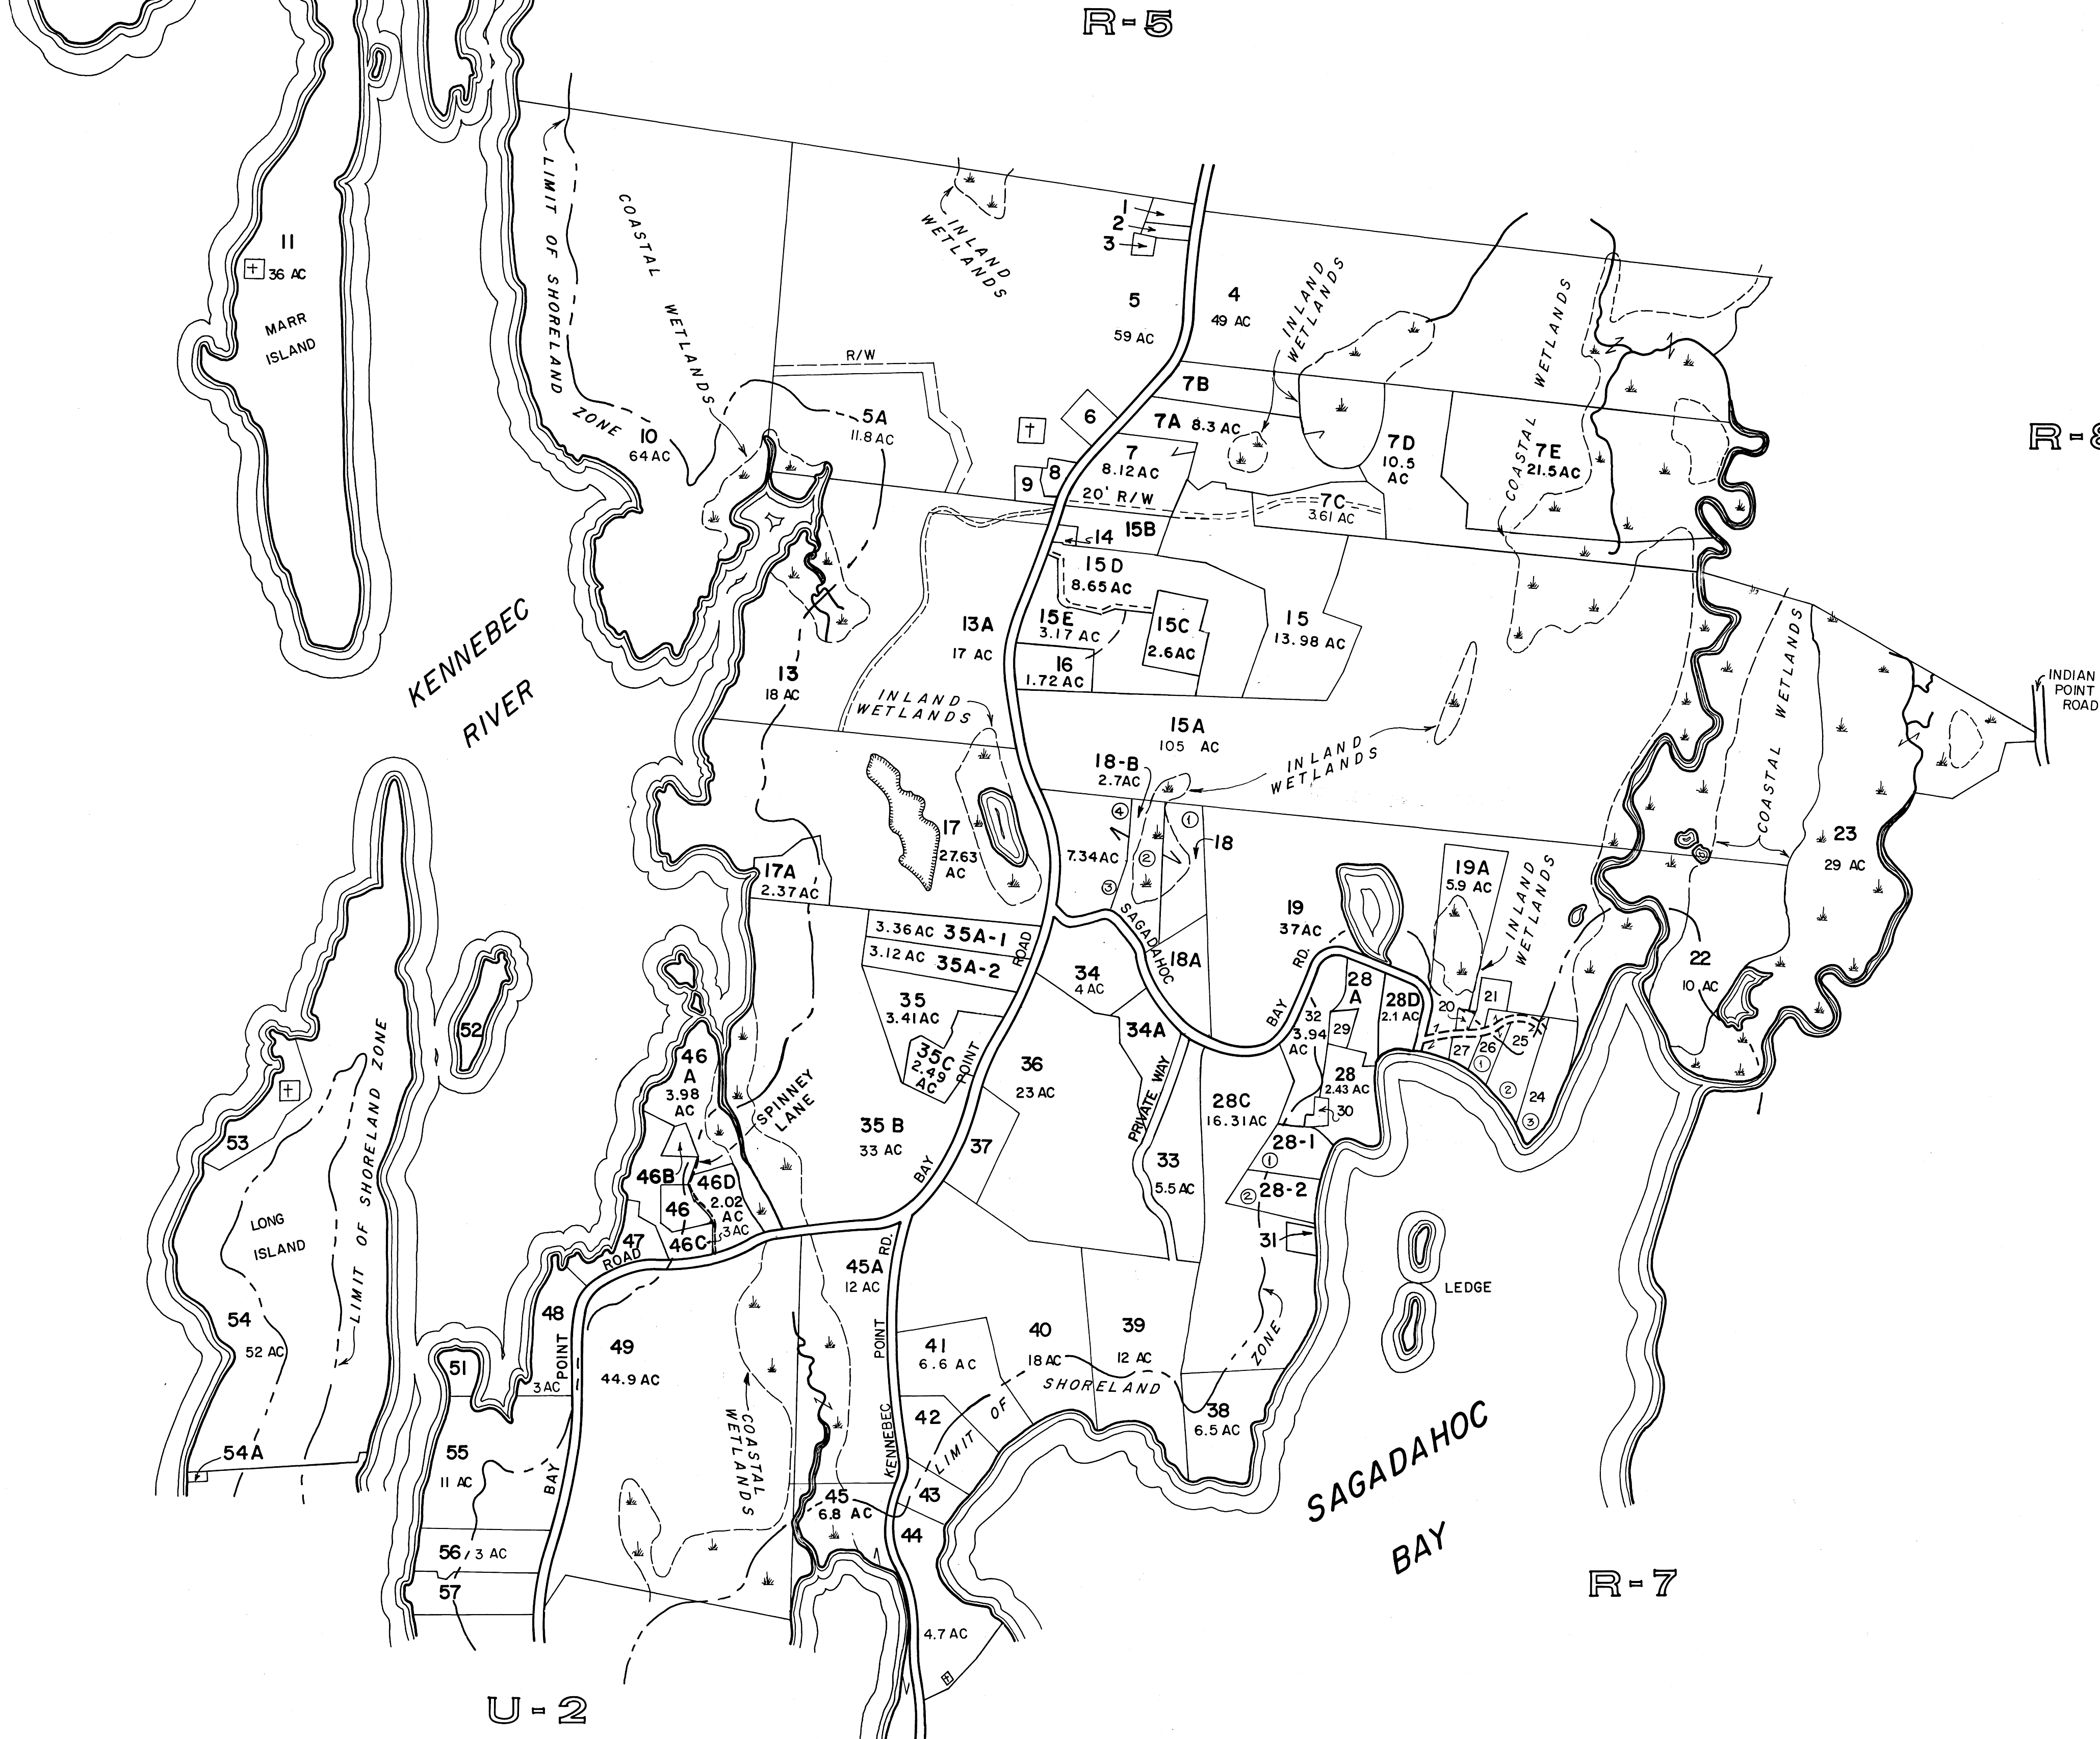 R-5
1
2
3
LIMIT OF SHORELAND
ZONE
COASTAL WETLANDS
INLAND
WETLANDS
11
36 AC
MARR
ISLAND
5
59 AC
4
49 AC
INLAND
WETLANDS
WETLANDS
COASTAL
R/W
10
64 AC
5A
11.8 AC
6
7B
7A 8.3 AC
7
8.12 AC
7D
10.5
AC
7E
21.5 AC
R-8
8
9
20' R/W
7C
3.61 AC
14
15B
15D
8.65 AC
15E
3.17 AC
15C
2.6 AC
15
13.98 AC
16
1.72 AC
13A
17 AC
13
18 AC
KENNEBEC
RIVER
INLAND
WETLANDS
15A
105 AC
INLAND
WETLANDS
COASTAL WETLANDS
INDIAN
POINT
ROAD
18-B
2.7 AC
4
1
18
7.34 AC
2
3
17
27.63
AC
17A
2.37 AC
23
29 AC
19A
5.9 AC
INLAND
WETLANDS
19
37 AC
22
10 AC
3.36 AC 35A-1
3.12 AC 35A-2
ROAD
SAGADAHOC
18A
BAY
RD.
34
4 AC
35
3.41 AC
35C
2.49
AC
POINT
34A
36
23 AC
PRIVATE WAY
28
A
28D
2.1 AC
20
21
32
3.94
AC
29
25
26
27
1
2
24
3
28
2.43 AC
30
28C
16.31 AC
28-1
1
28-2
2
31
33
5.5 AC
37
35B
33 AC
BAY
52
46
A
3.98
AC
SPINNEY
LANE
46B
46D
2.02
AC
46
46C
.3 AC
47
ROAD
53
LONG
ISLAND
LIMIT OF SHORELAND ZONE
54
52 AC
54A
48
3 AC
POINT
49
44.9 AC
51
45A
12 AC
RD.
POINT
KENNEBEC
41
6.6 AC
40
18 AC
39
12 AC
LIMIT OF SHORELAND ZONE
LEDGE
38
6.5 AC
42
43
44
4.7 AC
45
6.8 AC
COASTAL
WETLANDS
55
11 AC
BAY
56
3 AC
57
SAGADAHOC
BAY
R-7
U-2